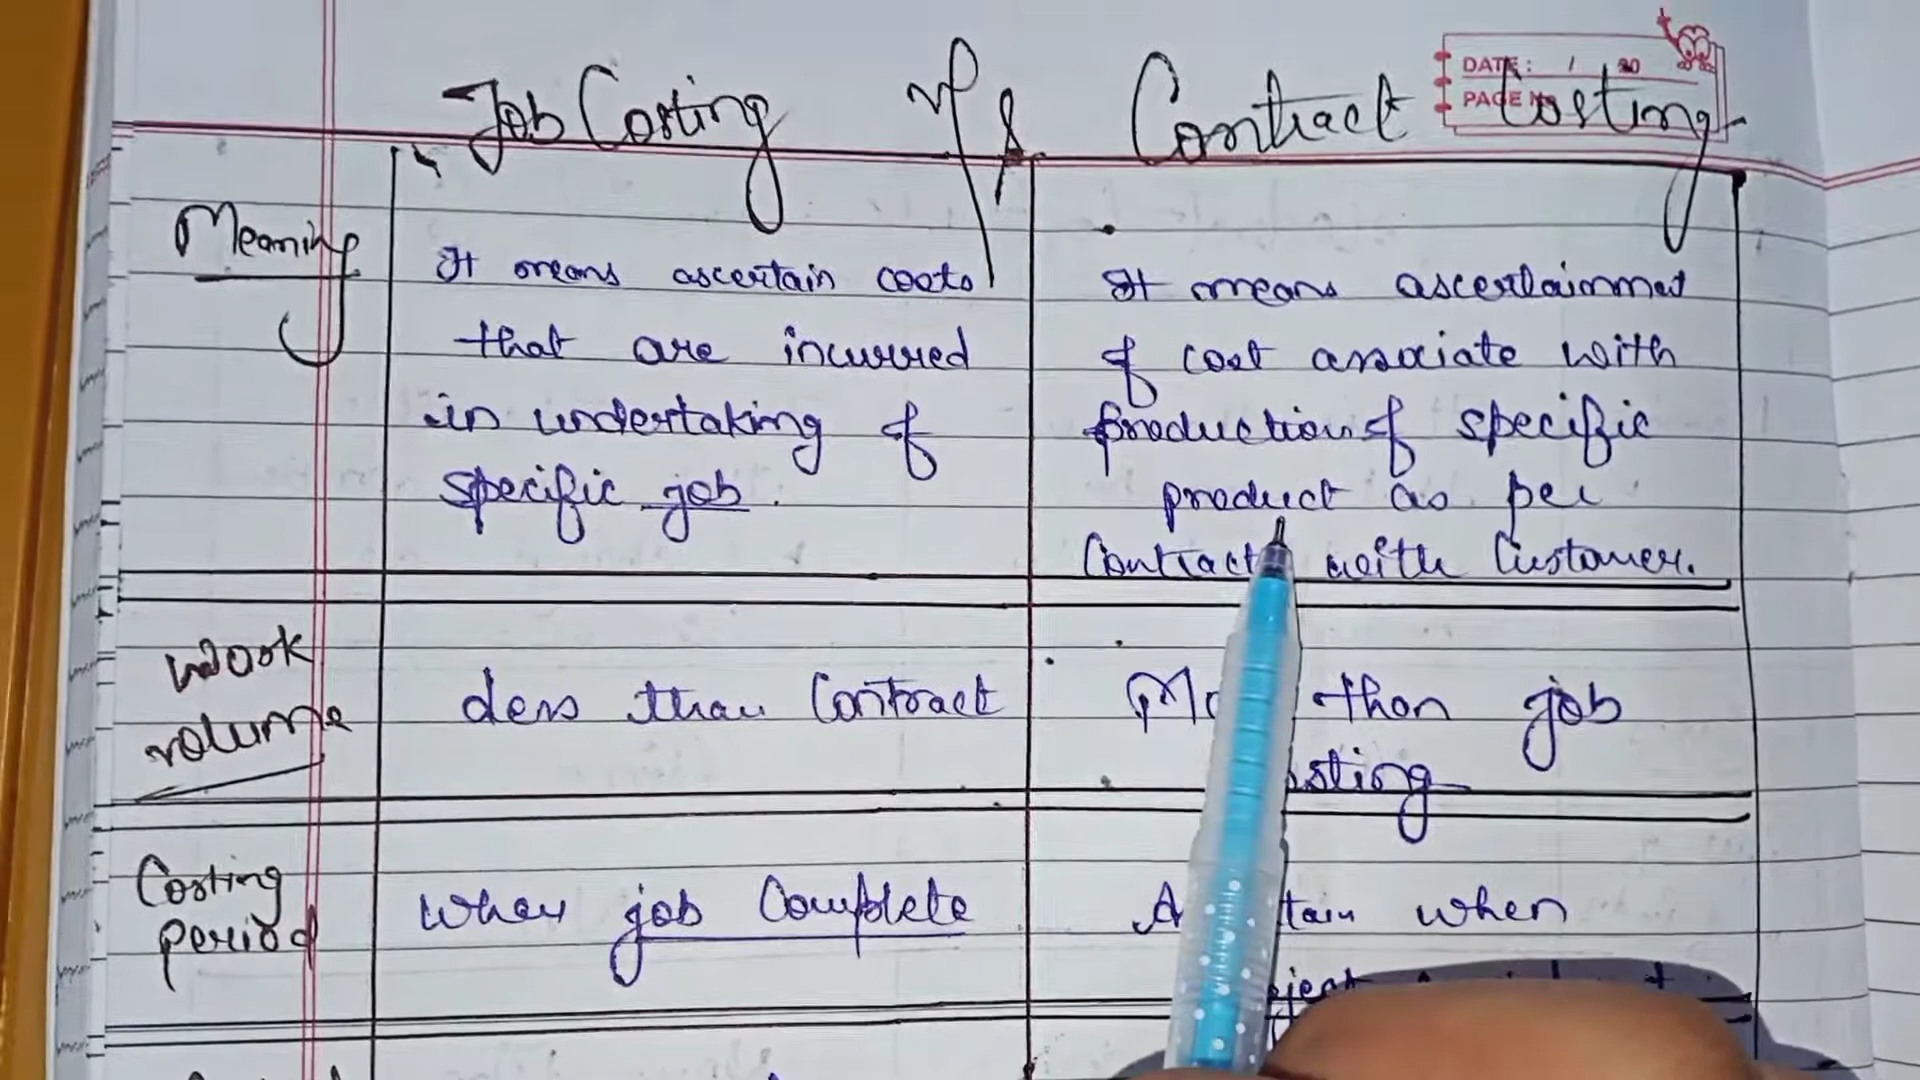 Job Costing V/s Contract Costing
DATE: / 20
PAGE No
Meaning
It means ascertain costs
that are incurred
in undertaking of
specific job.
It means ascertainmet
of cost associate with
production of specific
product as per
Contract with Customer.
Work
volume
Less than Contract
than job
Costing
period
When job Complete
when